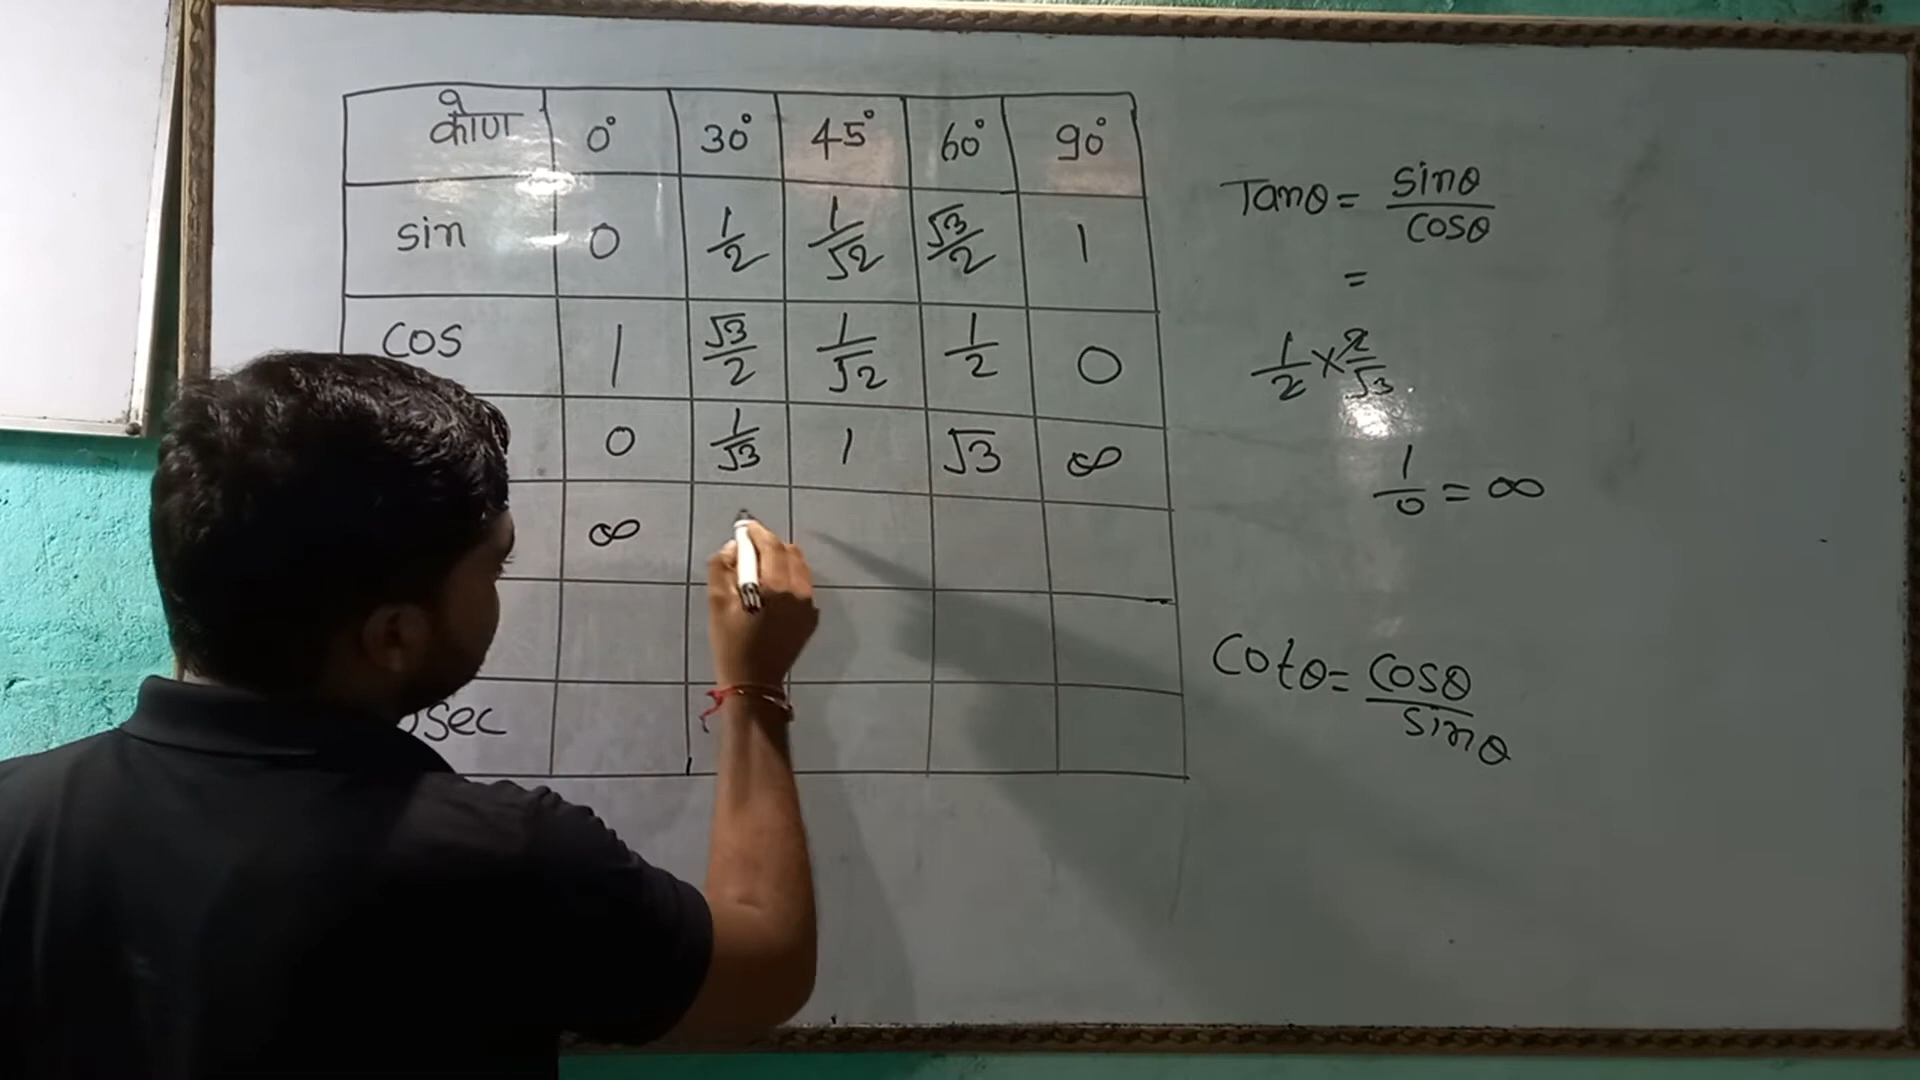 कोण 0° 30° 45° 60° 90°
sin 0 1/2 1/√2 √3/2 1
cos 1 √3/2 1/√2 1/2 0
0 1/√3 1 √3 ∞
∞
Tanθ = sinθ/cosθ
=
1/2 × 2/√3
1/0 = ∞
Cotθ = cosθ/sinθ